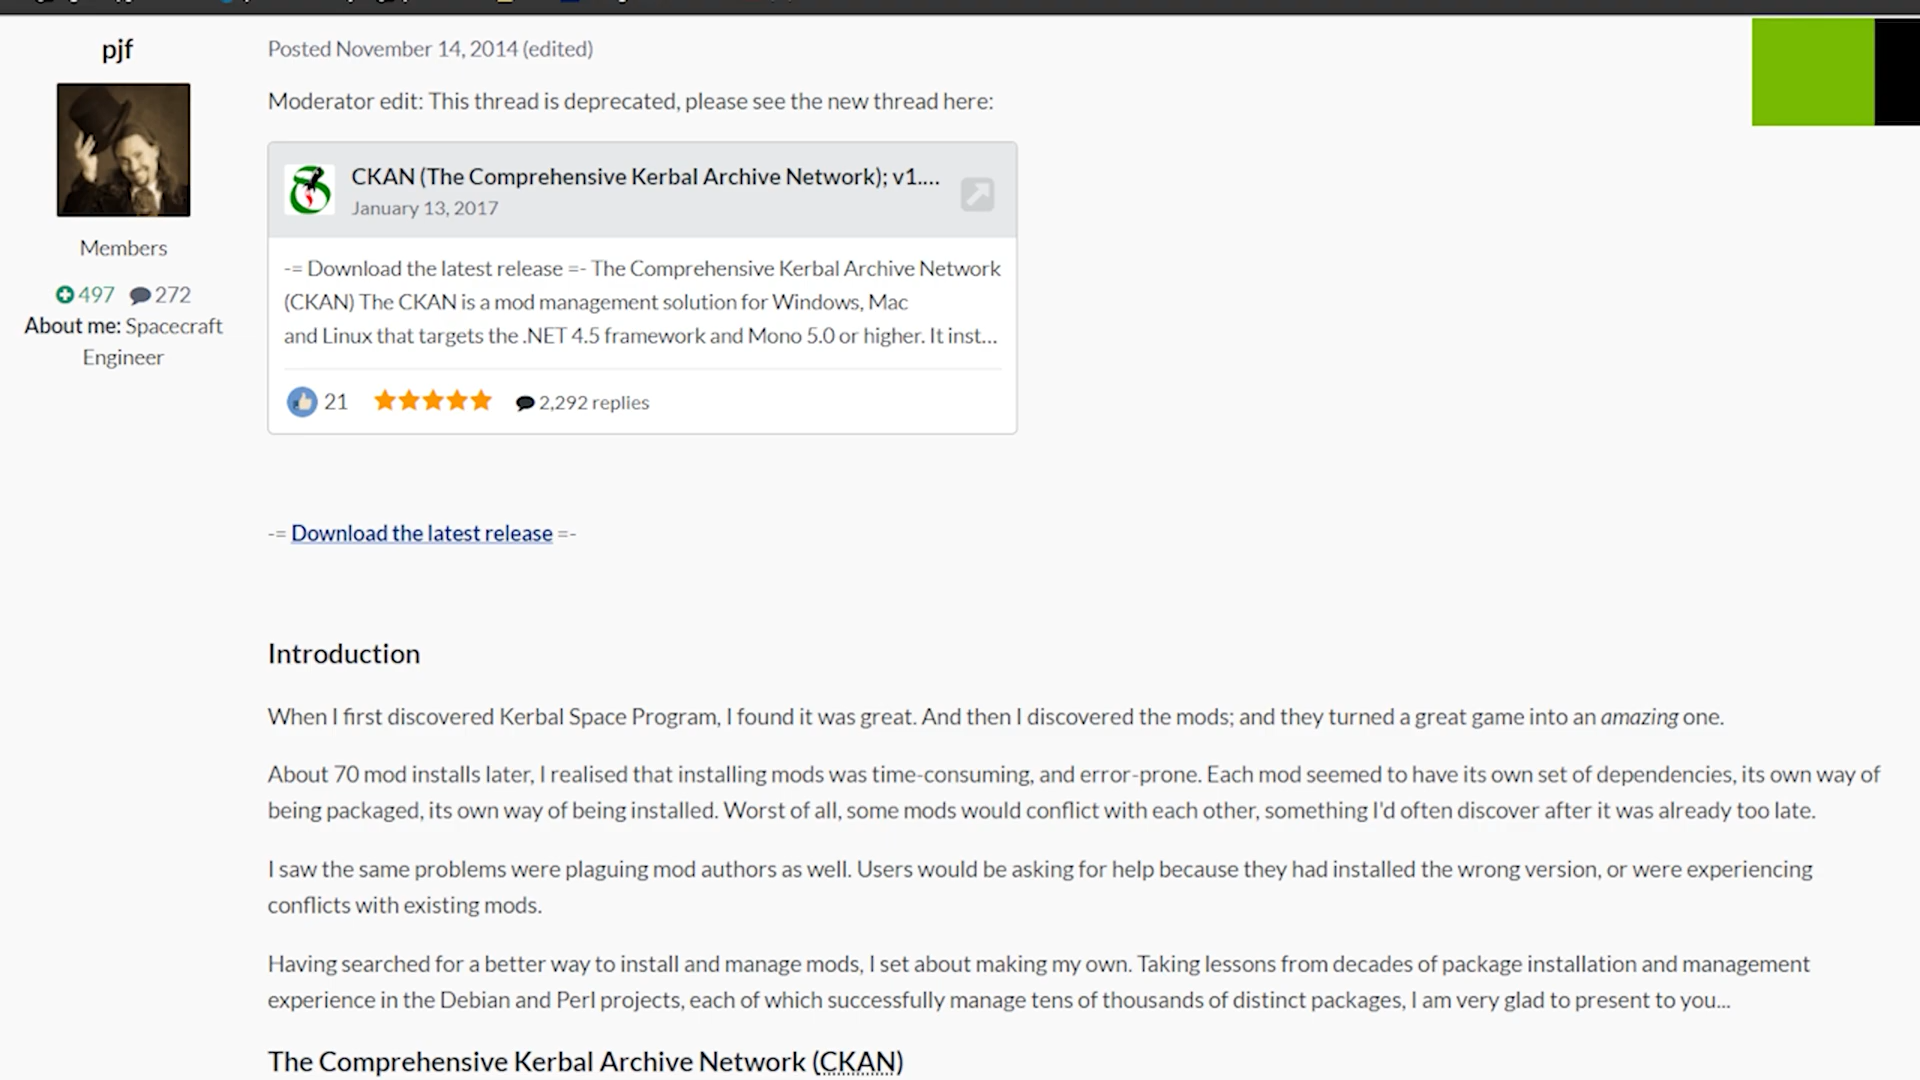 pjf
Posted November 14, 2014 (edited)
Moderator edit: This thread is deprecated, please see the new thread here:
CKAN (The Comprehensive Kerbal Archive Network); v1....
January 13, 2017
Members
-= Download the latest release =- The Comprehensive Kerbal Archive Network
(CKAN) The CKAN is a mod management solution for Windows, Mac
and Linux that targets the .NET 4.5 framework and Mono 5.0 or higher. It inst...
497 272
About me: Spacecraft
Engineer
21 2,292 replies
-= Download the latest release =-
Introduction
When I first discovered Kerbal Space Program, I found it was great. And then I discovered the mods; and they turned a great game into an amazing one.
About 70 mod installs later, I realised that installing mods was time-consuming, and error-prone. Each mod seemed to have its own set of dependencies, its own way of
being packaged, its own way of being installed. Worst of all, some mods would conflict with each other, something I'd often discover after it was already too late.
I saw the same problems were plaguing mod authors as well. Users would be asking for help because they had installed the wrong version, or were experiencing
conflicts with existing mods.
Having searched for a better way to install and manage mods, I set about making my own. Taking lessons from decades of package installation and management
experience in the Debian and Perl projects, each of which successfully manage tens of thousands of distinct packages, I am very glad to present to you...
The Comprehensive Kerbal Archive Network (CKAN)